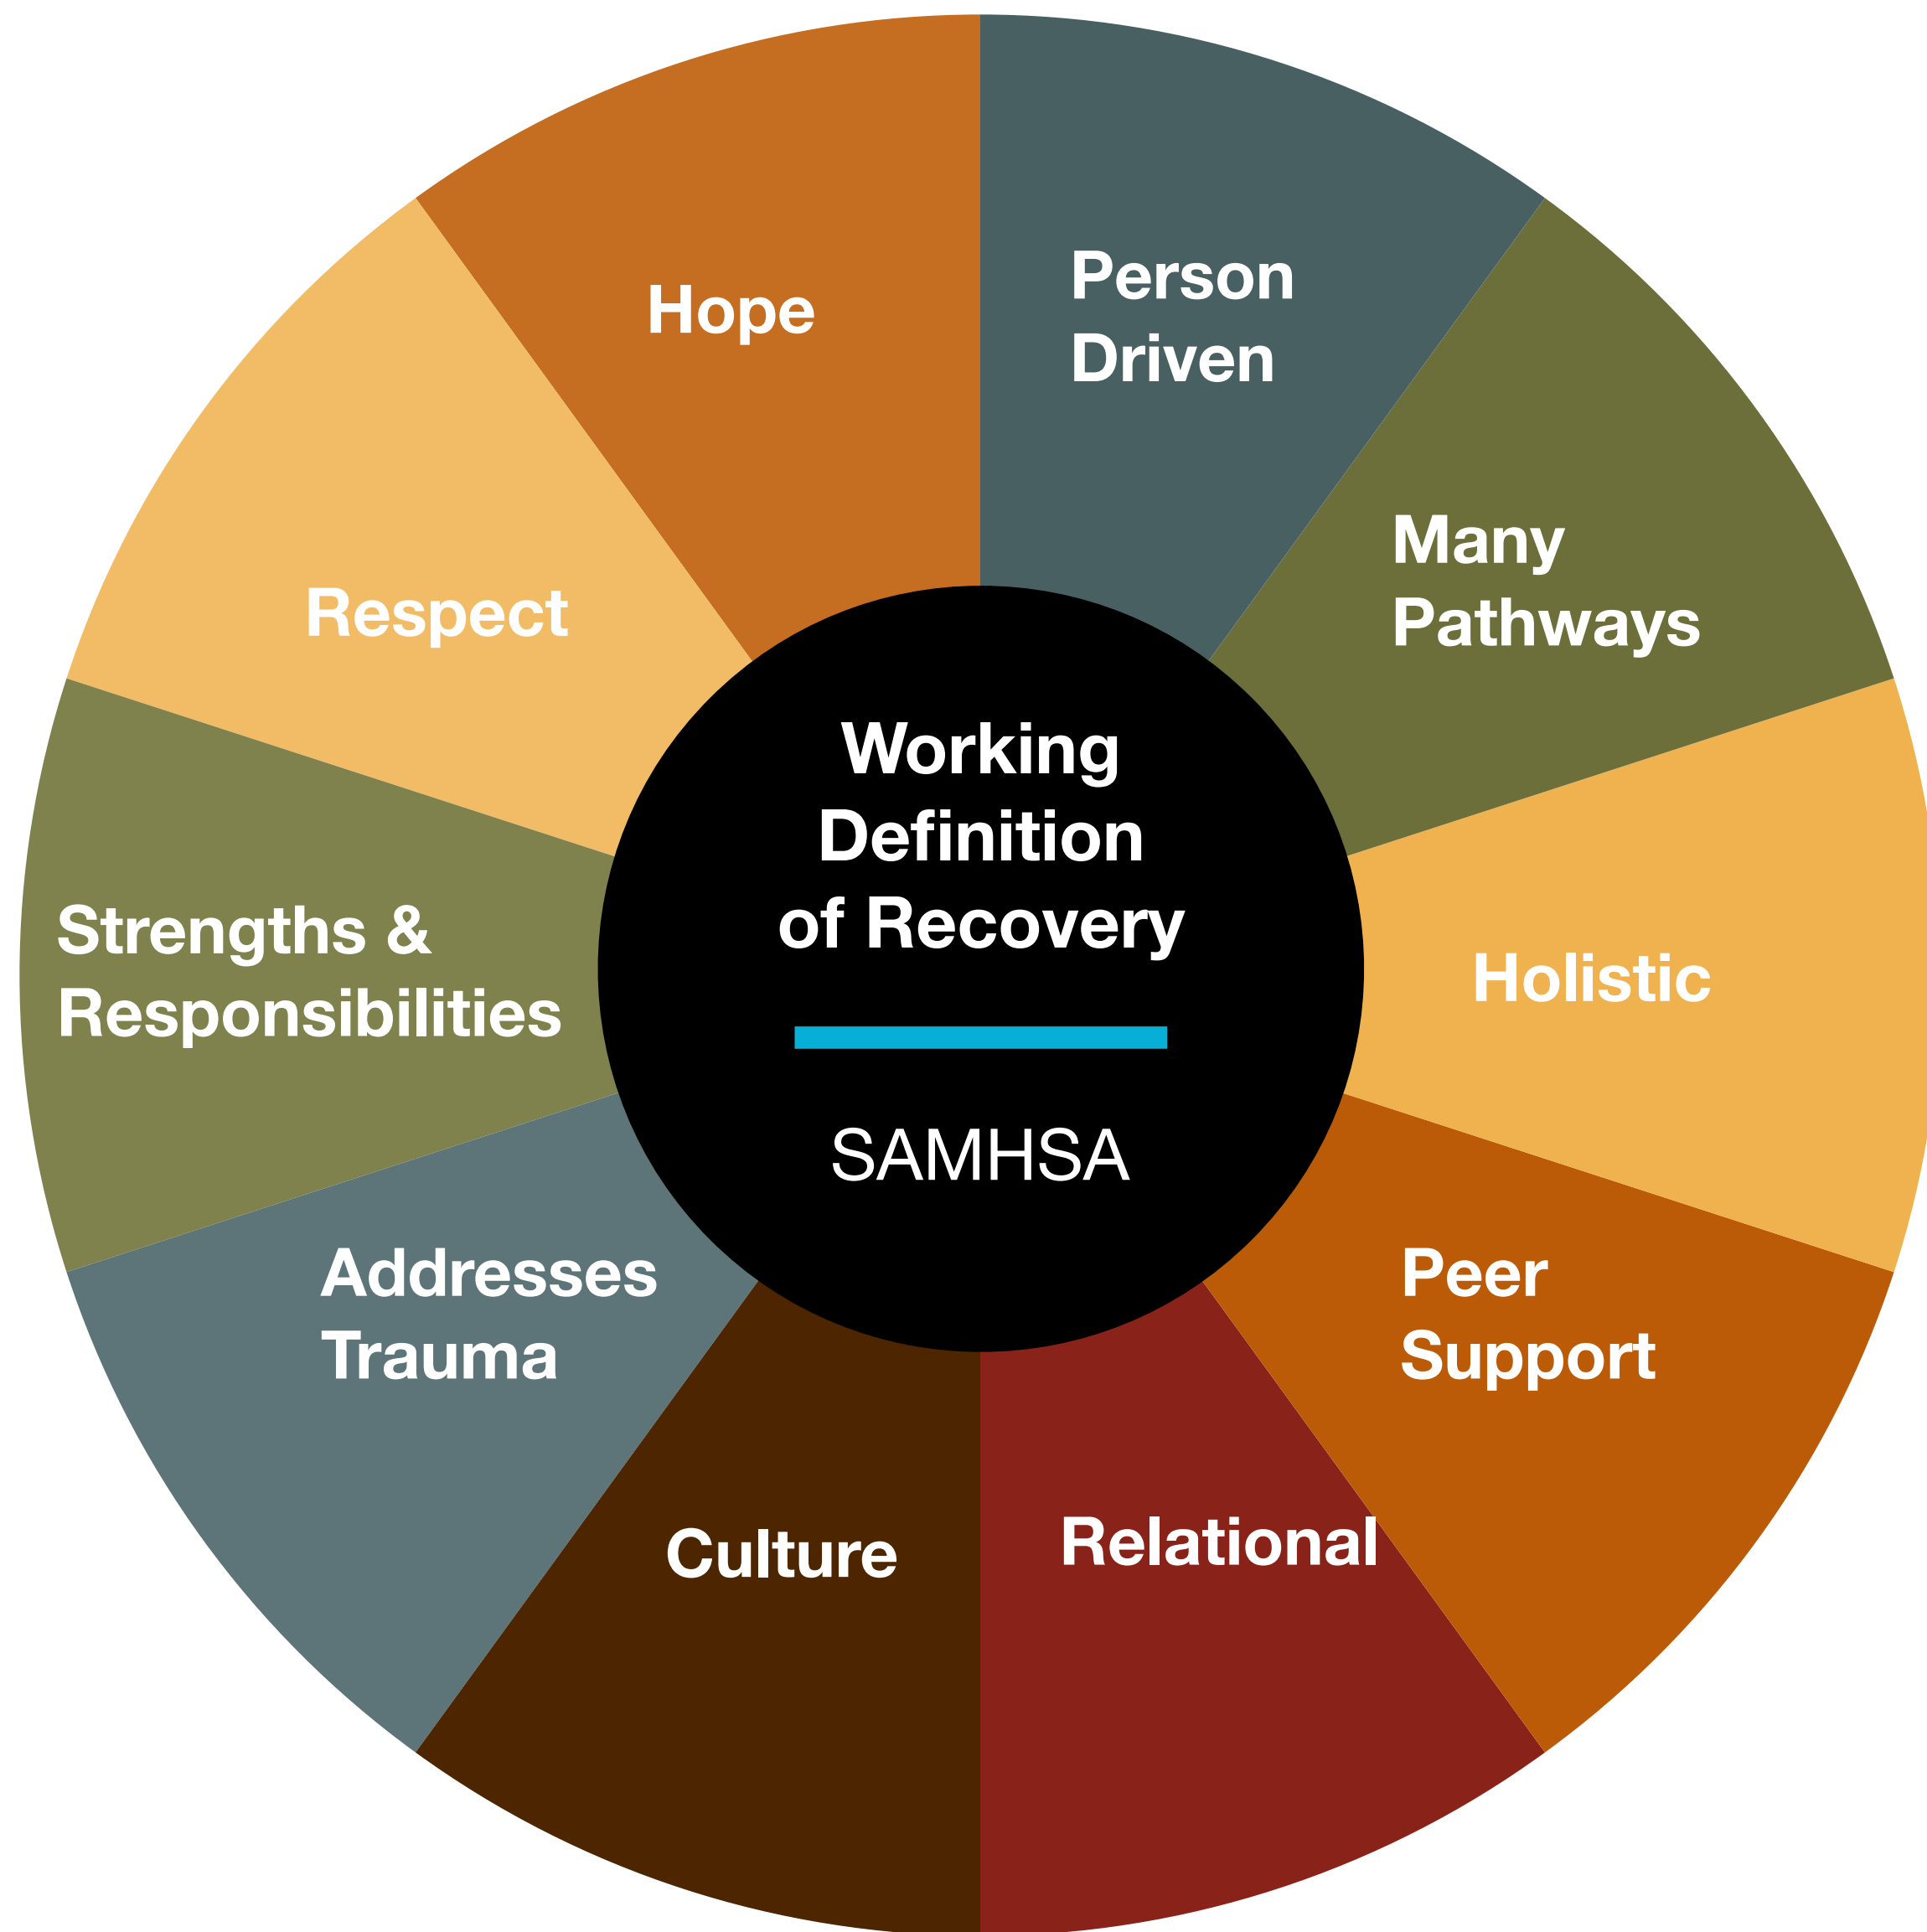 Hope
Person
Driven
Many
Pathways
Respect
Working
Definition
of Recovery
SAMHSA
Strengths &
Responsibilities
Holistic
Addresses
Trauma
Peer
Support
Culture
Relational